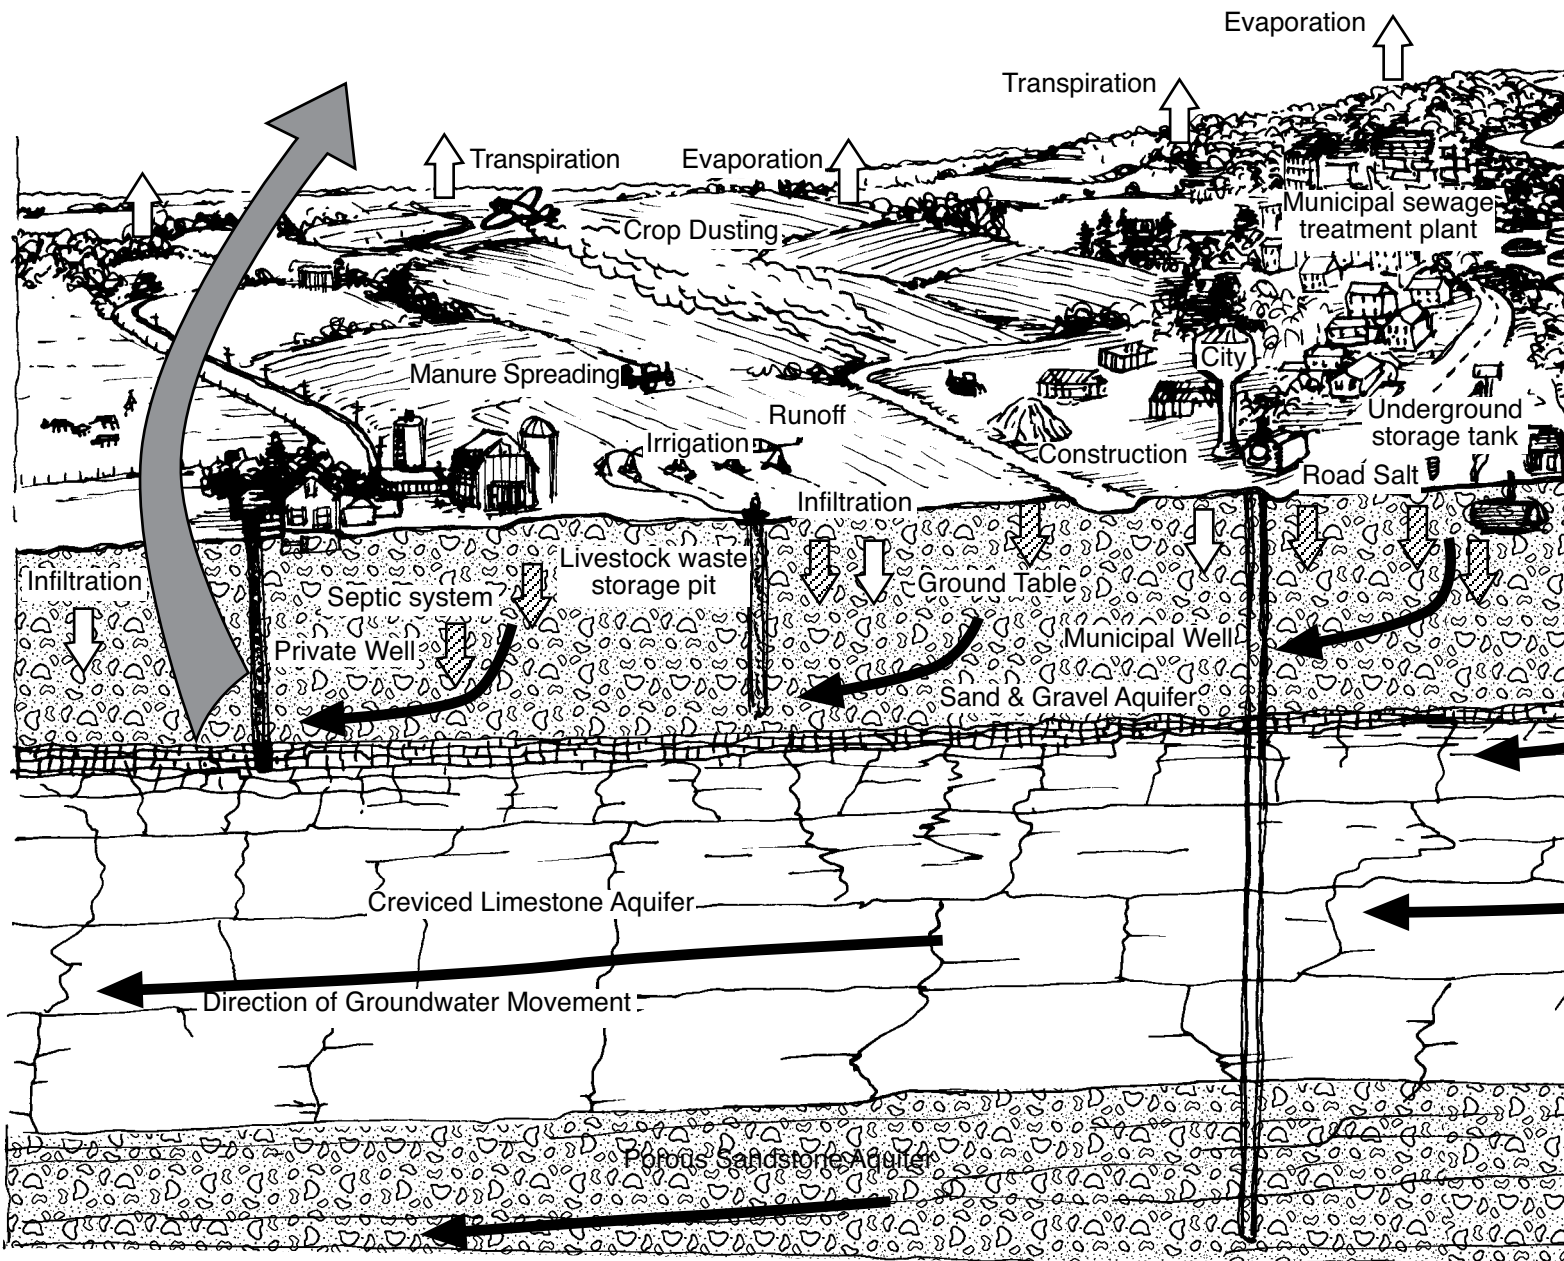 Evaporation
Transpiration
Transpiration
Evaporation
Municipal sewage
treatment plant
Crop Dusting
City
Manure Spreading
Runoff
Underground
storage tank
Irrigation
Construction
Road Salt
Infiltration
Livestock waste
storage pit
Infiltration
Ground Table
Septic system
Private Well
Municipal Well
Sand & Gravel Aquifer
Creviced Limestone Aquifer
Direction of Groundwater Movement
Porous Sandstone Aquifer